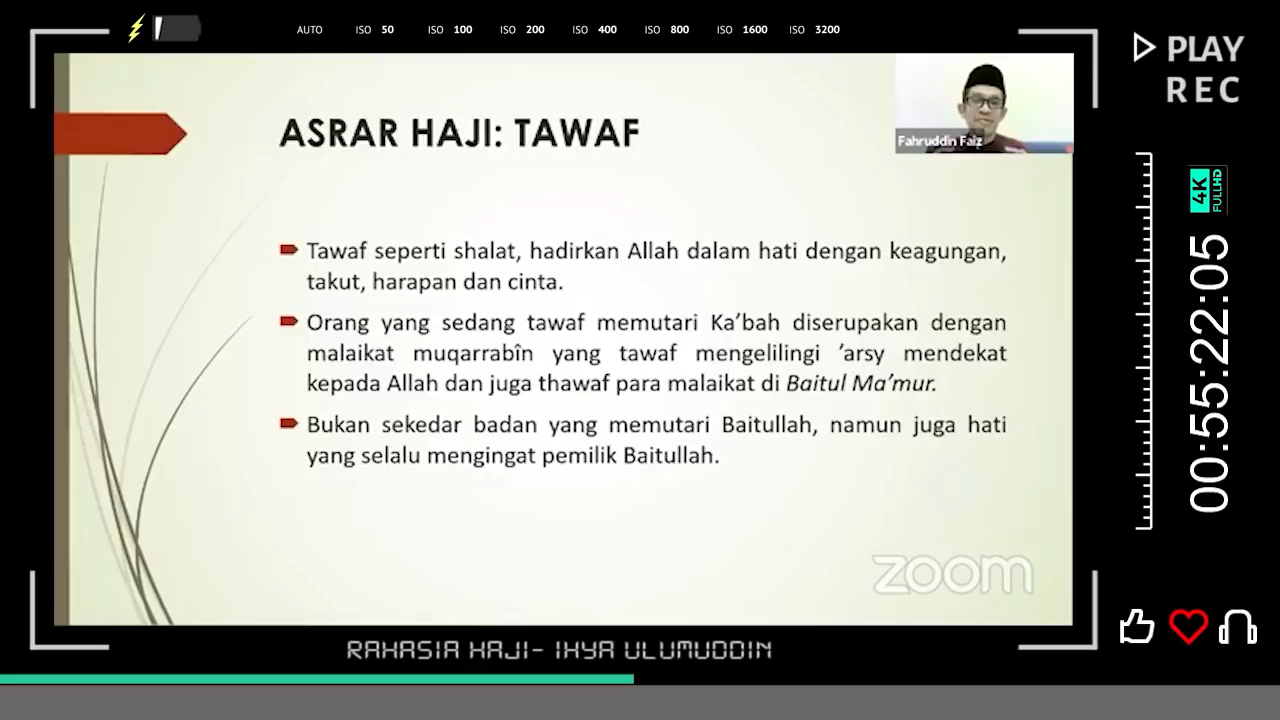 AUTO ISO 50 ISO 100 ISO 200 ISO 400 ISO 800 ISO 1600 ISO 3200
PLAY
REC
ASRAR HAJI: TAWAF
Fahruddin Faiz
Tawaf seperti shalat, hadirkan Allah dalam hati dengan keagungan,
takut, harapan dan cinta.
Orang yang sedang tawaf memutari Ka’bah diserupakan dengan
malaikat muqarrabîn yang tawaf mengelilingi ’arsy mendekat
kepada Allah dan juga thawaf para malaikat di Baitul Ma’mur.
Bukan sekedar badan yang memutari Baitullah, namun juga hati
yang selalu mengingat pemilik Baitullah.
zoom
4K
FULLHD
00:55:22:05
RAHASIA HAJI- IHYA ULUMUDDIN